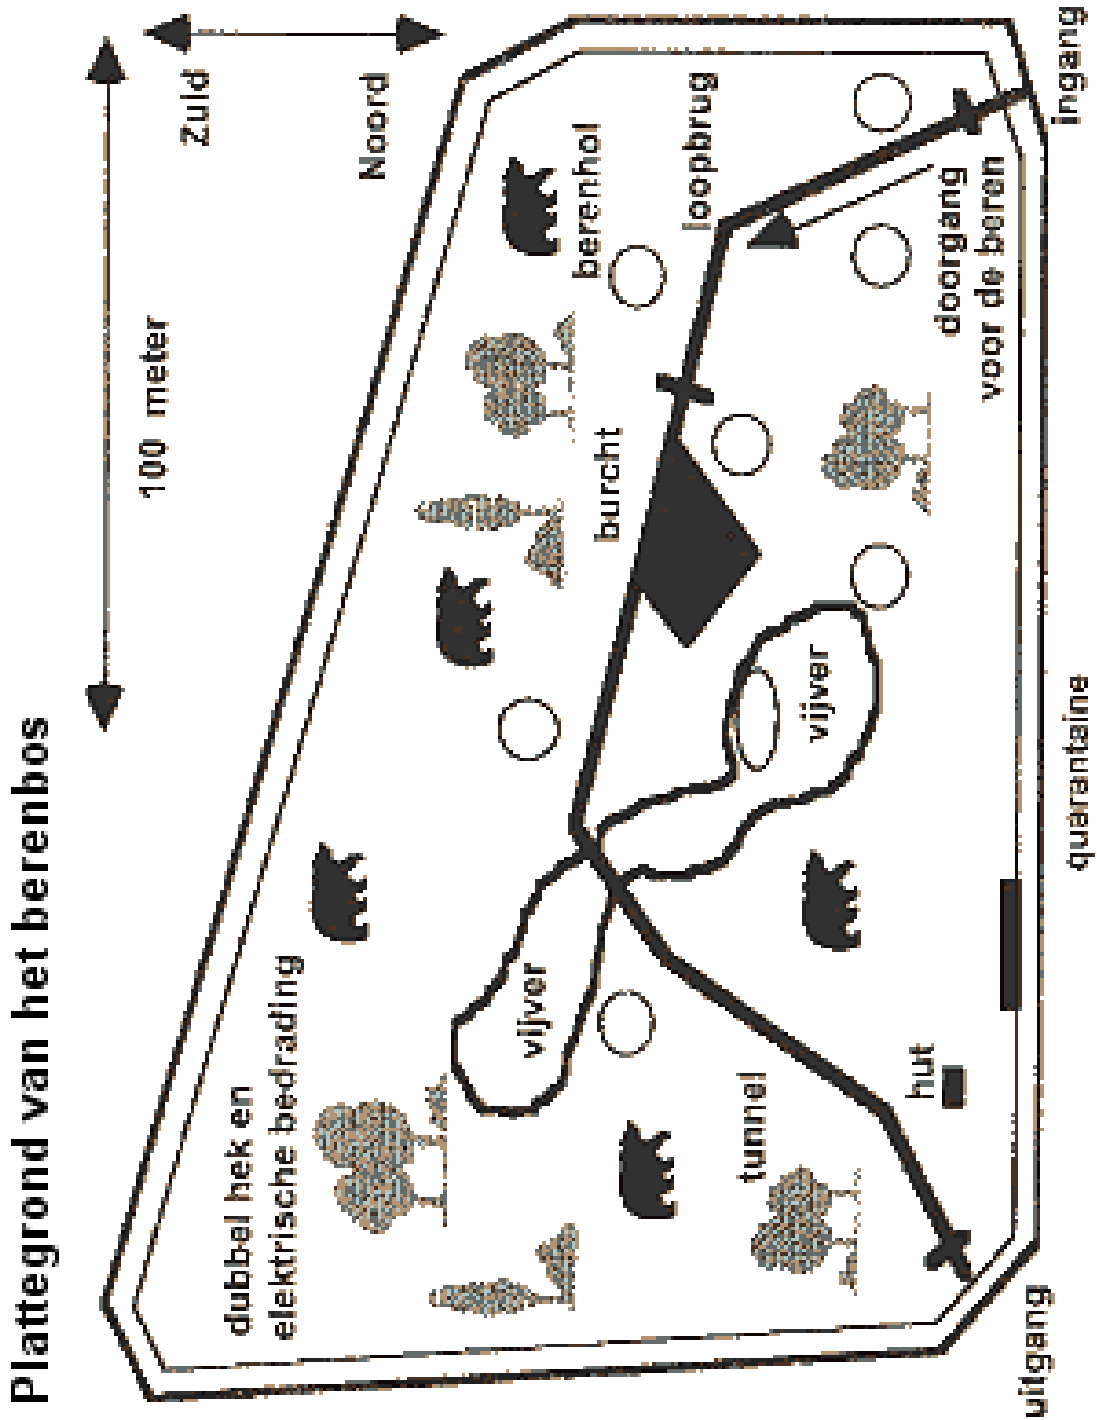 Plattegrond van het berenbos
100 meter
Zuid
Noord
dubbel hek en
elektrische bedrading
berenhol
burcht
loopbrug
vijver
vijver
tunnel
hut
doorgang
voor de beren
uitgang
quarantaine
ingang